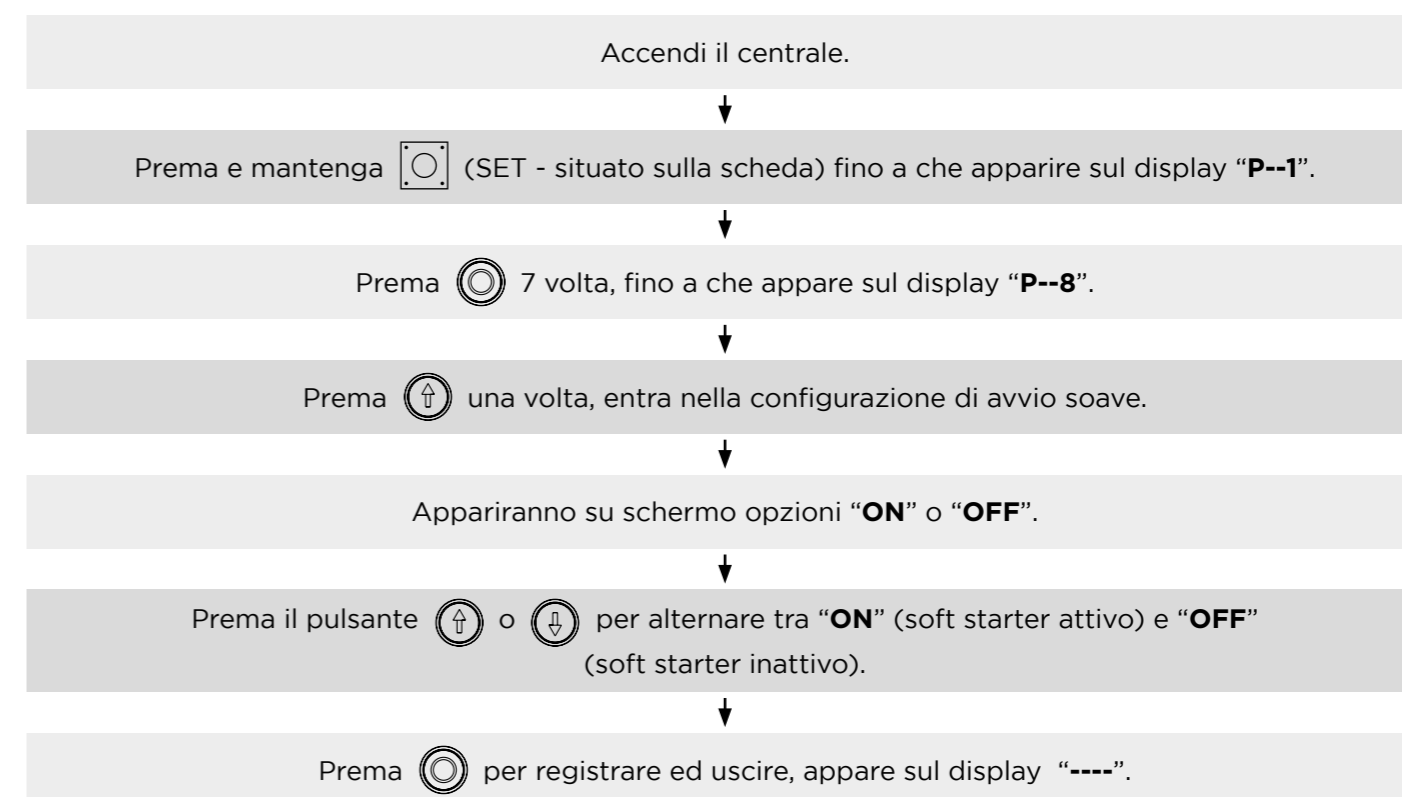 Accendi il centrale.
Prema e mantenga (SET - situato sulla scheda) fino a che apparire sul display “P--1”.
Prema 7 volta, fino a che appare sul display “P--8”.
Prema una volta, entra nella configurazione di avvio soave.
Appariranno su schermo opzioni “ON” o “OFF”.
Prema il pulsante o per alternare tra “ON” (soft starter attivo) e “OFF”
(soft starter inattivo).
Prema per registrare ed uscire, appare sul display “----”.